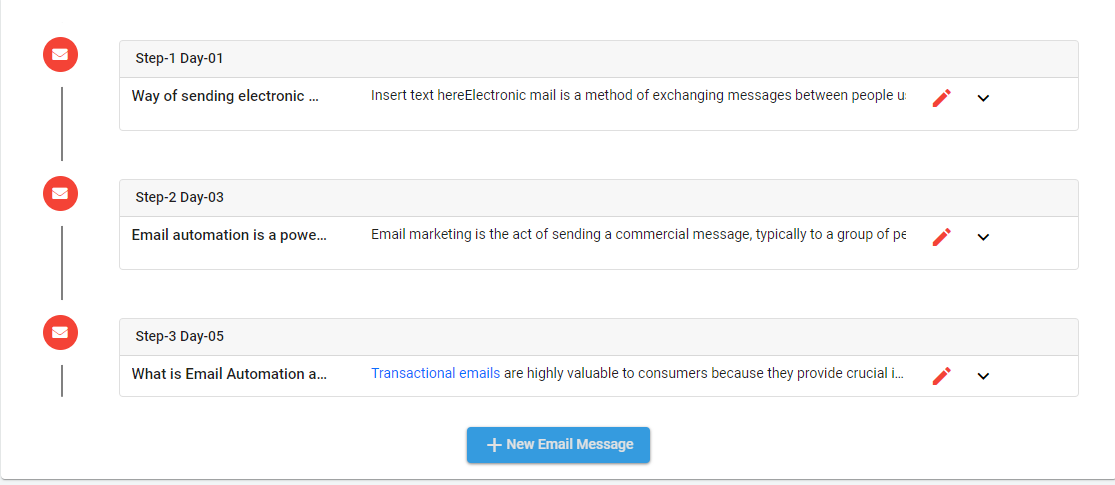 Step-1 Day-01
Way of sending electronic ...
Insert text hereElectronic mail is a method of exchanging messages between people
Step-2 Day-03
Email automation is a powe...
Email marketing is the act of sending a commercial message, typically to a group of pe
Step-3 Day-05
What is Email Automation a...
Transactional emails are highly valuable to consumers because they provide crucial i...
New Email Message